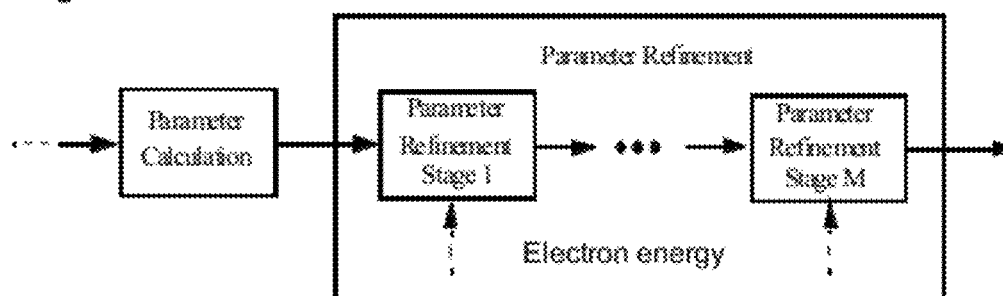 Parameter Refinement
Parameter
Calculation
Parameter
Refinement
Stage 1
•••
Parameter
Refinement
Stage M
Electron energy